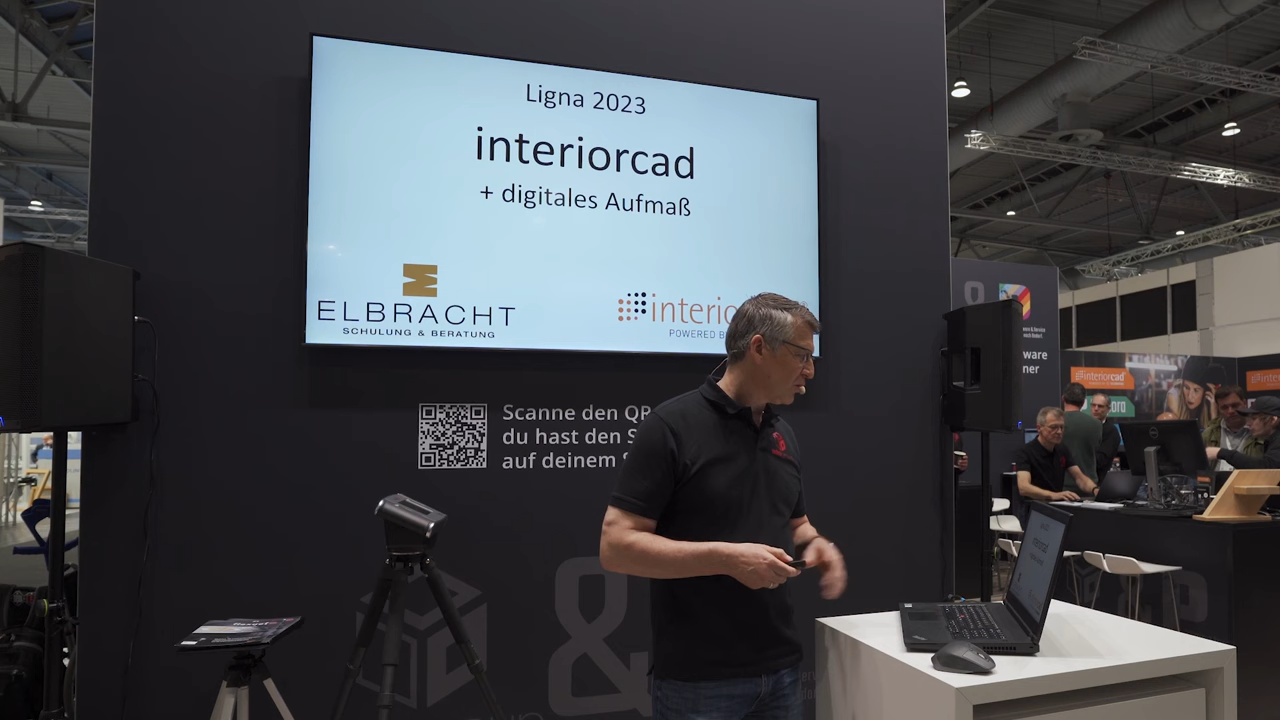 Ligna 2023
interiorcad
+ digitales Aufmaß
ELBRACHT
SCHULUNG & BERATUNG
interio
POWERED B
Scanne den QR
du hast den S
auf deinem
&
interiorcad
ware
ner